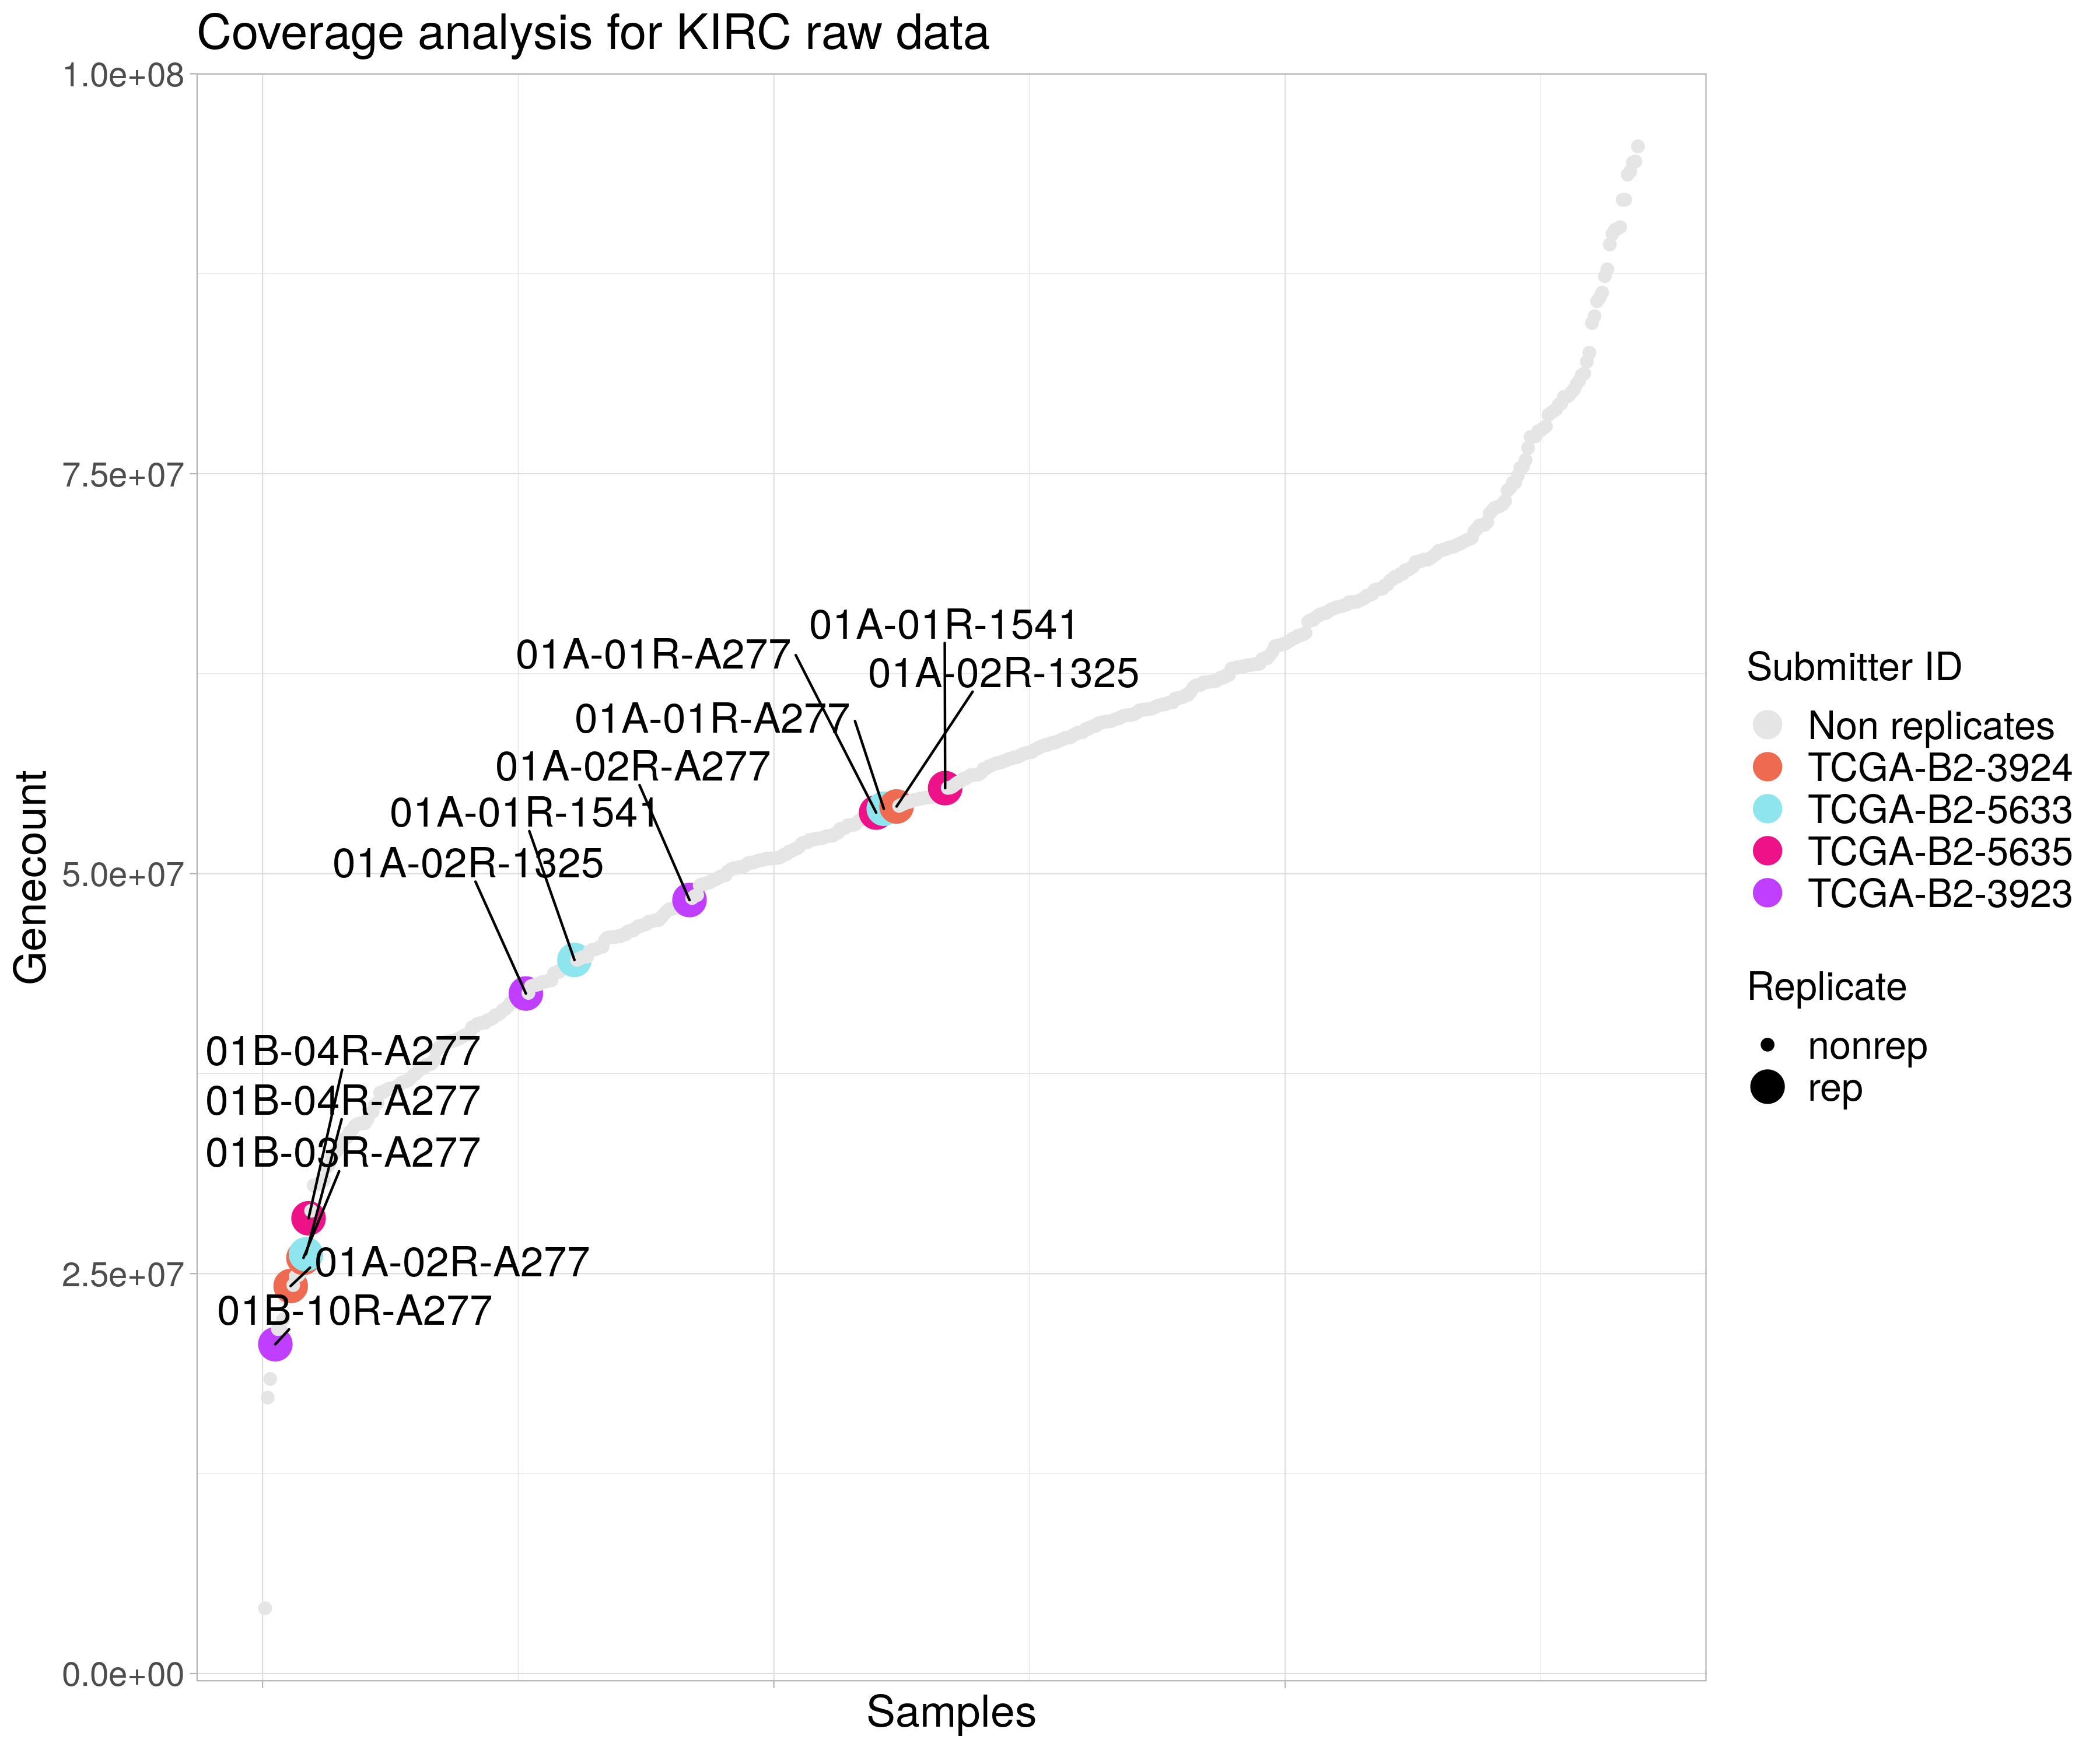 Coverage analysis for KIRC raw data
1.0e+08
7.5e+07
5.0e+07
2.5e+07
0.0e+00
Genecount
Samples
01A-01R-1541
01A-01R-A277
01A-02R-1325
01A-01R-A277
01A-02R-A277
01A-01R-1541
01A-02R-1325
01B-04R-A277
01B-04R-A277
01B-03R-A277
01A-02R-A277
01B-10R-A277
Submitter ID
Non replicates
TCGA-B2-3924
TCGA-B2-5633
TCGA-B2-5635
TCGA-B2-3923
Replicate
nonrep
rep